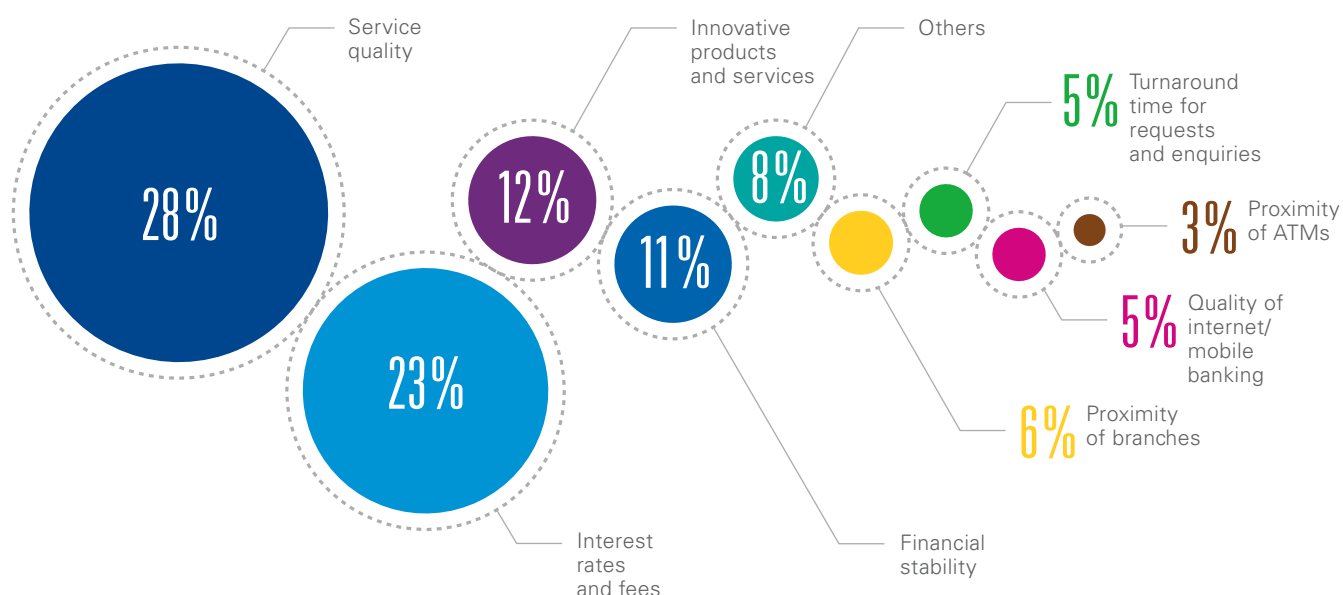 Service
quality
28%
23%
Interest
rates
and fees
Innovative
products
and services
12%
11%
Financial
stability
Others
8%
6%
Proximity
of branches
5%
Turnaround
time for
requests
and enquiries
5%
Quality of
internet/
mobile
banking
3%
Proximity
of ATMs